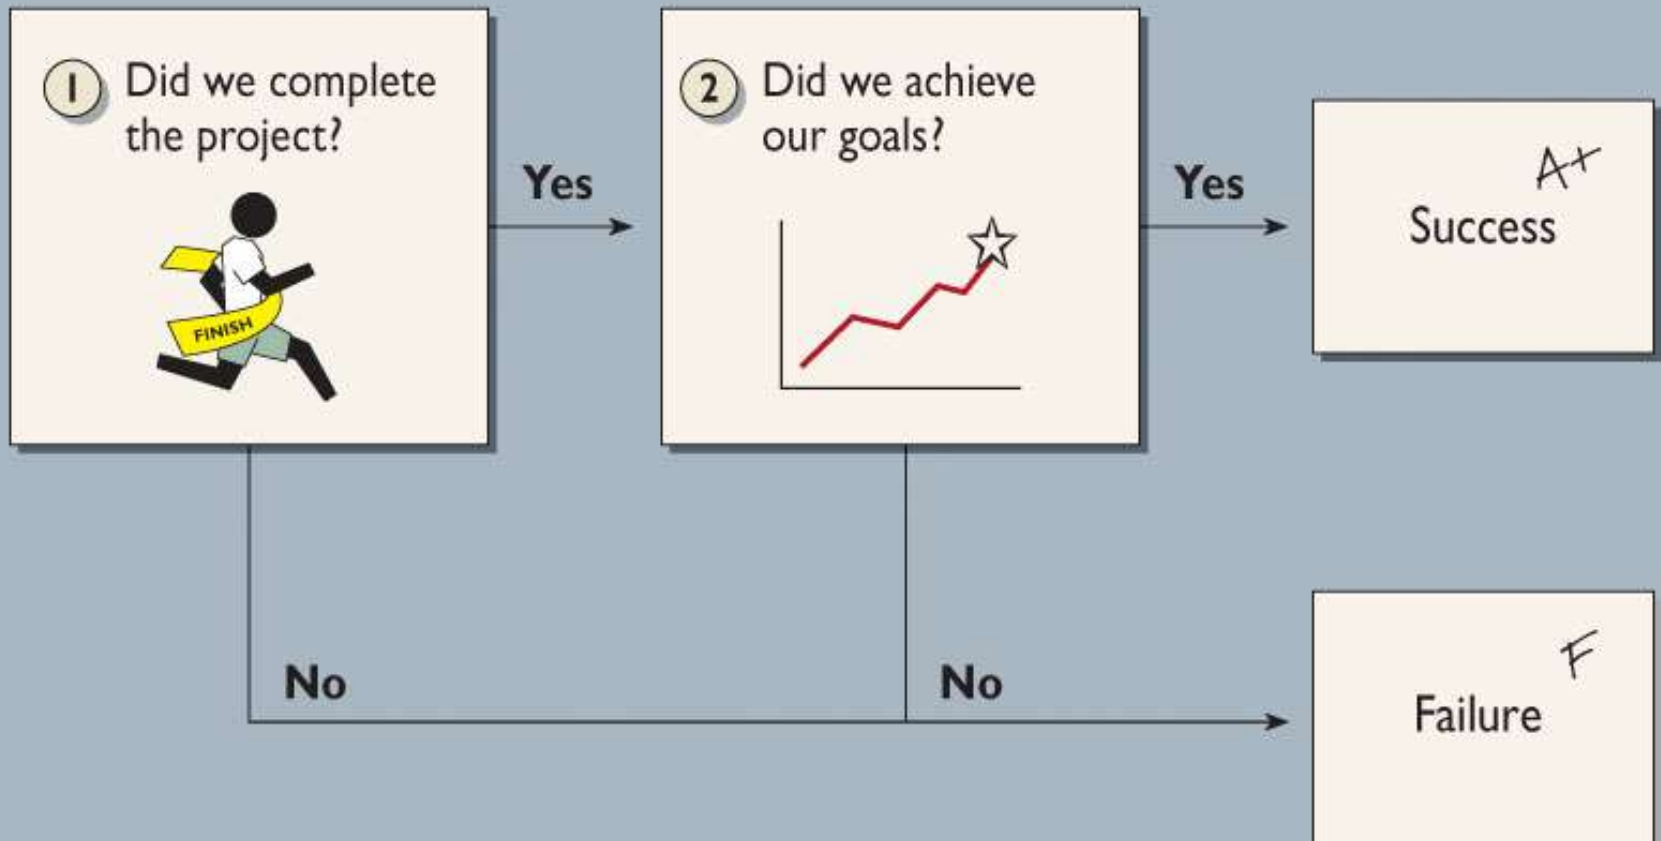 1 Did we complete
the project?
FINISH
Yes
2 Did we achieve
our goals?
Yes
A+
Success
No
No
F
Failure